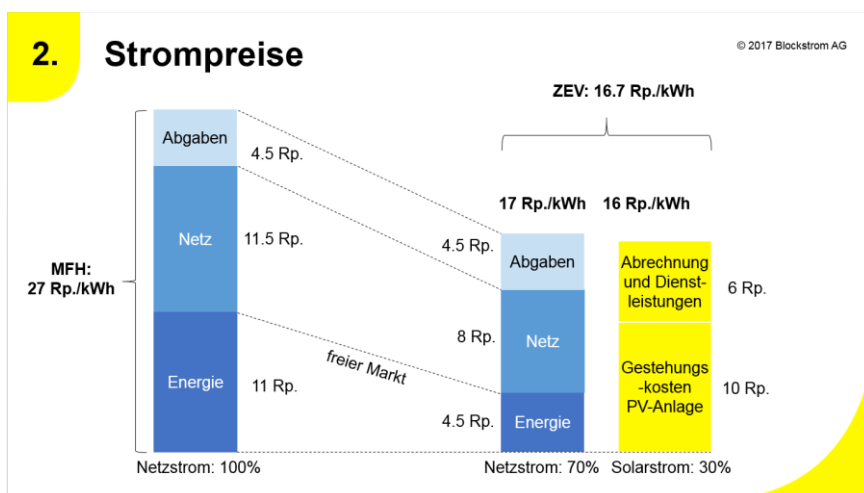 2. Strompreise
© 2017 Blockstrom AG
ZEV: 16.7 Rp./kWh
17 Rp./kWh 16 Rp./kWh
MFH:
27 Rp./kWh
Abgaben
4.5 Rp.
Netz
11.5 Rp.
Energie
11 Rp.
freier Markt
4.5 Rp.
Abgaben
8 Rp.
Netz
4.5 Rp.
Energie
Abrechnung
und Dienst-
leistungen
6 Rp.
Gestehungs
-kosten
PV-Anlage
10 Rp.
Netzstrom: 100%
Netzstrom: 70%
Solarstrom: 30%